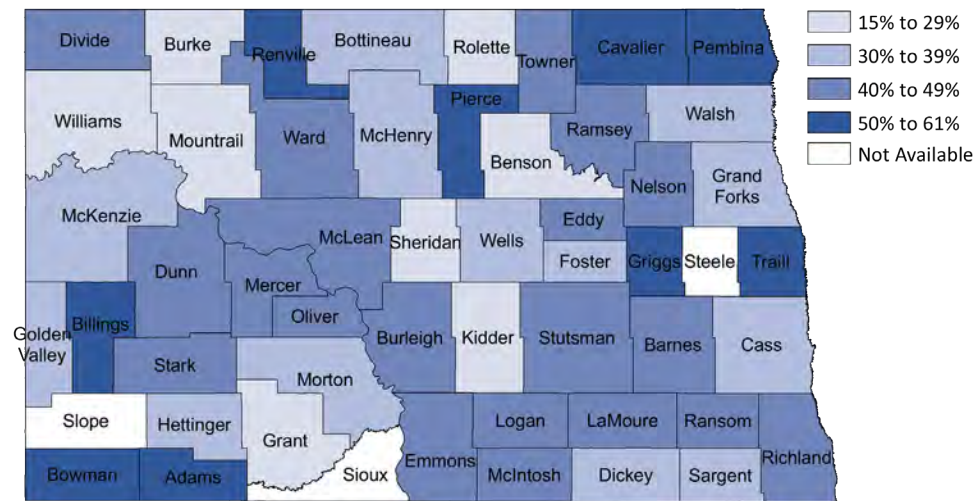 Divide
Burke
Renville
Bottineau
Rolette
Towner
Cavalier
Pembina
15% to 29%
30% to 39%
40% to 49%
50% to 61%
Not Available
Williams
Mountrail
Ward
McHenry
Pierce
Benson
Ramsey
Walsh
McKenzie
Nelson
Grand
Forks
Dunn
McLean
Mercer
Oliver
Sheridan
Wells
Eddy
Foster
Griggs
Steele
Traill
Golden
Valley
Billings
Stark
Morton
Burleigh
Kidder
Stutsman
Barnes
Cass
Slope
Hettinger
Grant
Sioux
Emmons
Logan
LaMoure
Ransom
Richland
Bowman
Adams
McIntosh
Dickey
Sargent